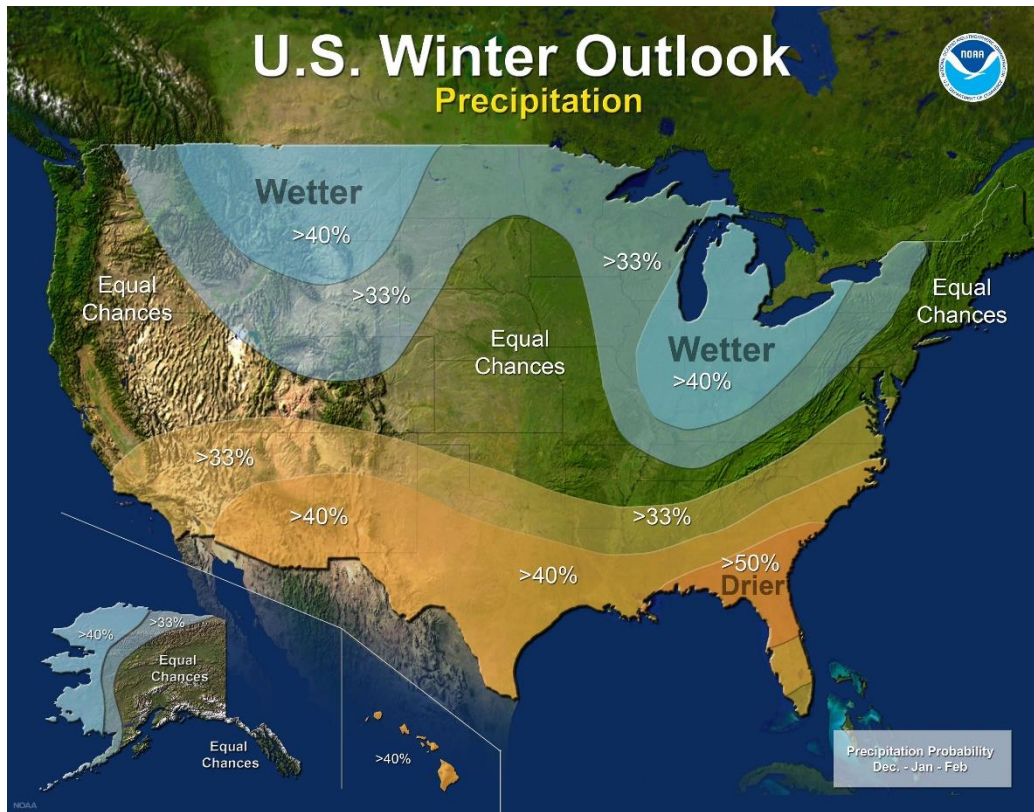 U.S. Winter Outlook
Precipitation
NOAA
Wetter
>40%
>33%
Equal
Chances
>33%
Equal
Chances
Wetter
>40%
Equal
Chances
>33%
>40%
>40%
>33%
>50%
Drier
>40%
>33%
Equal
Chances
Equal
Chances
>40%
Precipitation Probability
Dec. - Jan - Feb
NOAA